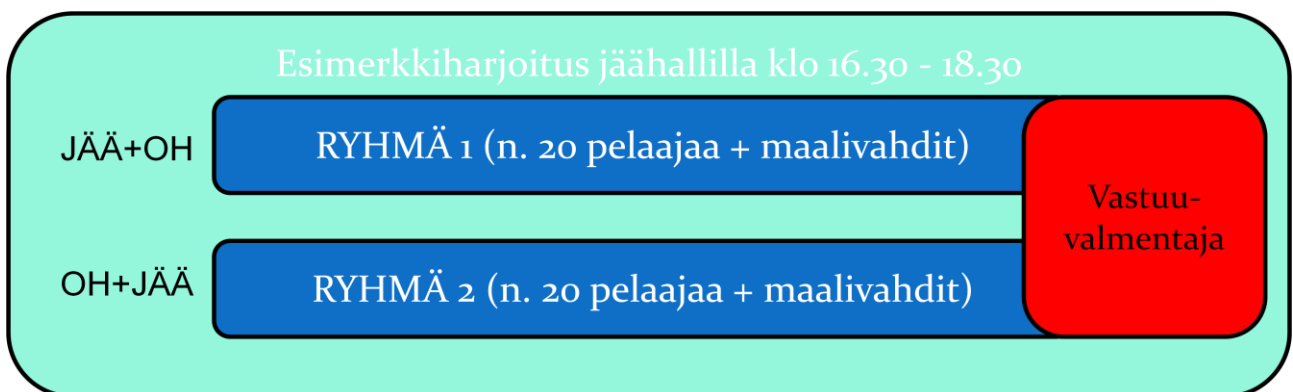 Esimerkkiharjoitus jäähallilla klo 16.30 - 18.30
JÄÄ+OH
RYHMÄ 1 (n. 20 pelaajaa + maalivahdit)
Vastuu-
valmentaja
OH+JÄÄ
RYHMÄ 2 (n. 20 pelaajaa + maalivahdit)